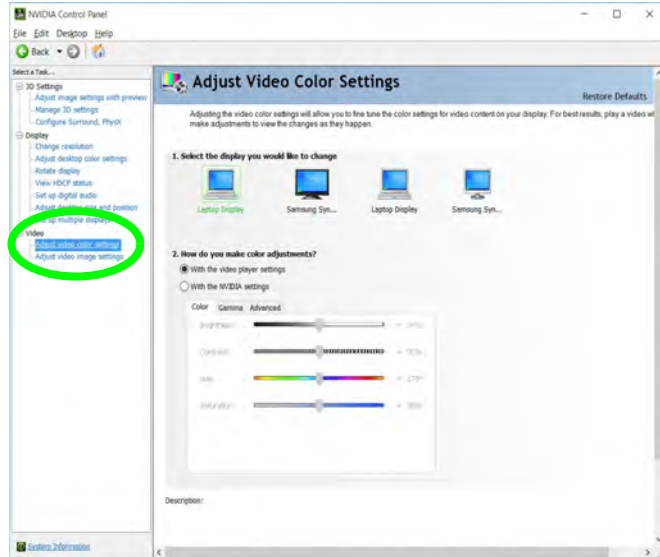 NVIDIA Control Panel
File Edit Desktop Help
Back
Select a Task...
3D Settings
Adjust image settings with preview
Manage 3D settings
Configure Surround, PhysX
Display
Change resolution
Adjust desktop color settings
Rotate display
View HDCP status
Set up digital audio
Adjust desktop size and position
Set up multiple displays
Video
Adjust video color settings
Adjust video image settings
System Information
Adjust Video Color Settings
Restore Defaults
Adjusting the video color settings will allow you to fine tune the color settings for video content on your display. For best results, play a video wi
make adjustments to view the changes as they happen.
1. Select the display you would like to change
Laptop Display
Samsung Syn...
Laptop Display
Samsung Syn...
2. How do you make color adjustments?
With the video player settings
With the NVIDIA settings
Color Gamma Advanced
Brightness:
Contrast:
Hue:
Saturation:
Description: